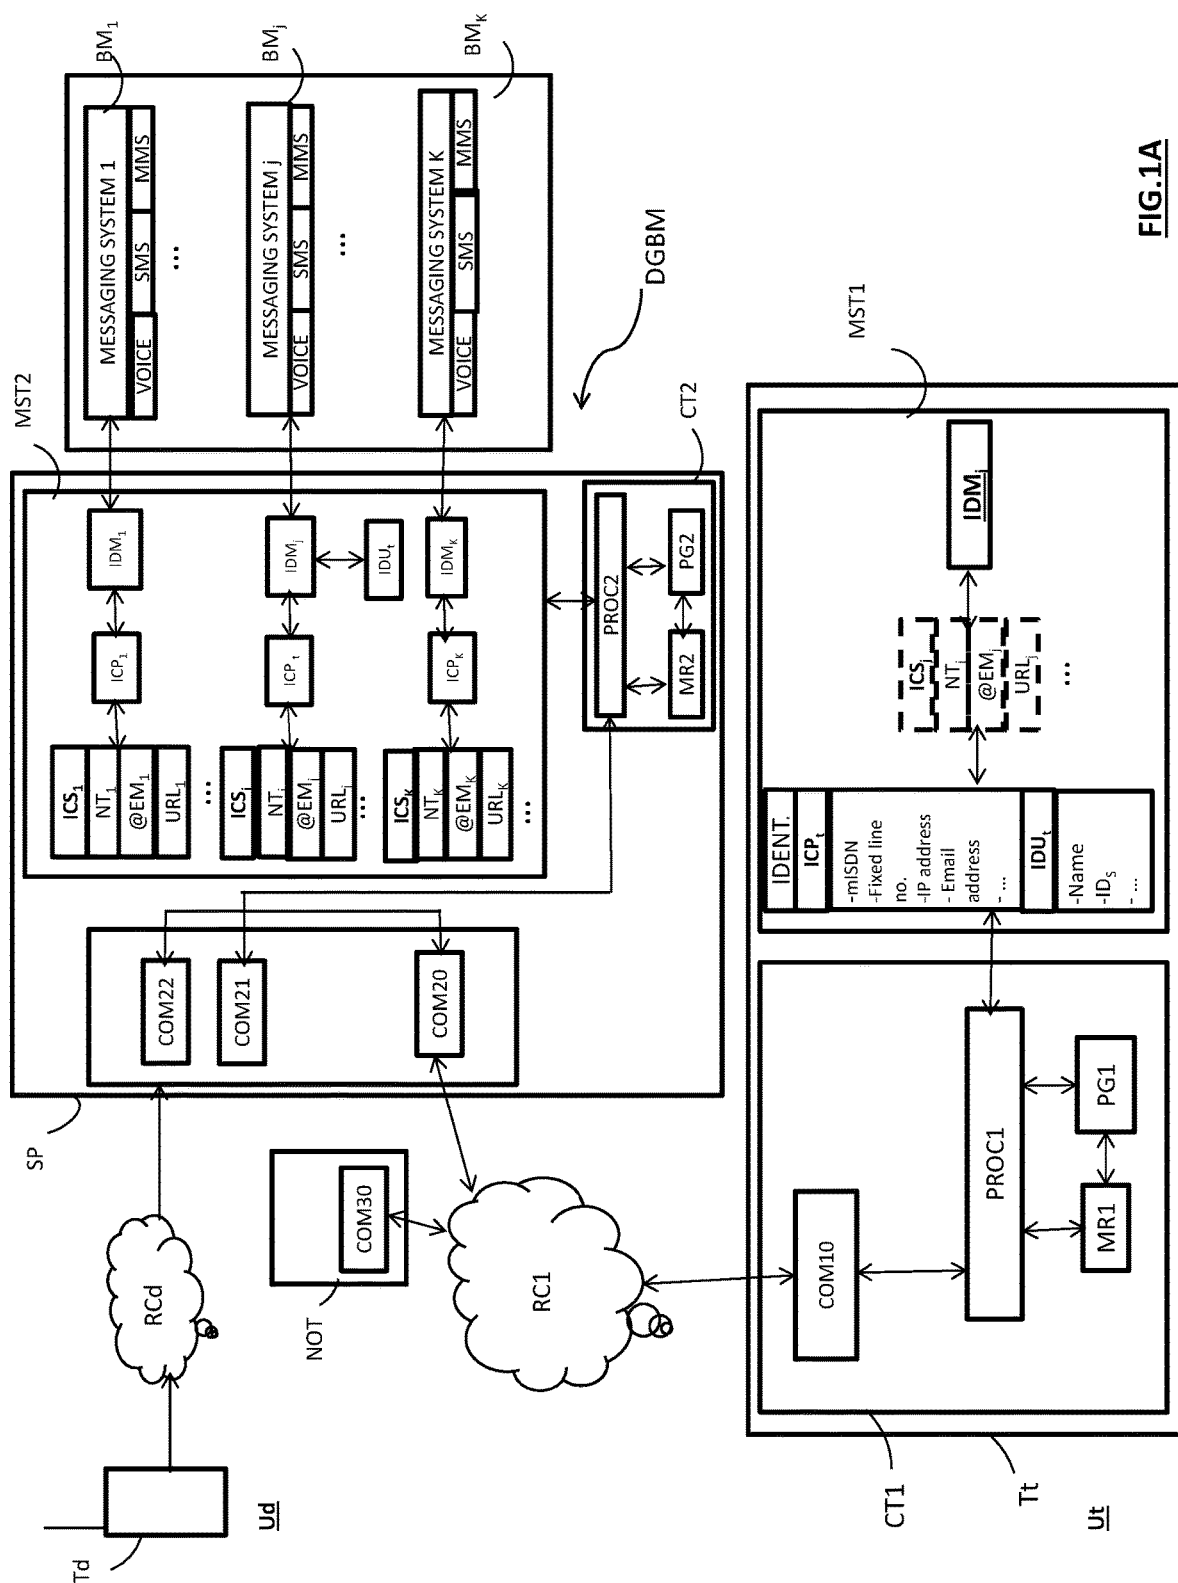 BM1
BMj
BMK
MESSAGING SYSTEM 1
VOICE
SMS
MMS
...
MESSAGING SYSTEM j
VOICE
SMS
MMS
...
MESSAGING SYSTEM K
VOICE
SMS
MMS
DGBM
FIG.1A
MST2
IDM1
ICP1
ICS1
NT1
@EM1
URL1
...
IDMj
IDUt
ICPt
ICSj
NTj
@EMj
URLj
...
IDMK
ICPK
ICSK
NTK
@EMK
URLK
...
CT2
PROC2
MR2
PG2
COM22
COM21
COM20
SP
RCd
NOT
COM30
RC1
Td
Ud
MST1
IDENT.
ICPt
-mISDN
-Fixed line
no.
-IP address
- Email
address
- ...
IDUt
-Name
-IDS
- ...
ICSj
NTj
@EMj
URLj
...
IDMj
COM10
PROC1
MR1
PG1
CT1
Tt
Ut